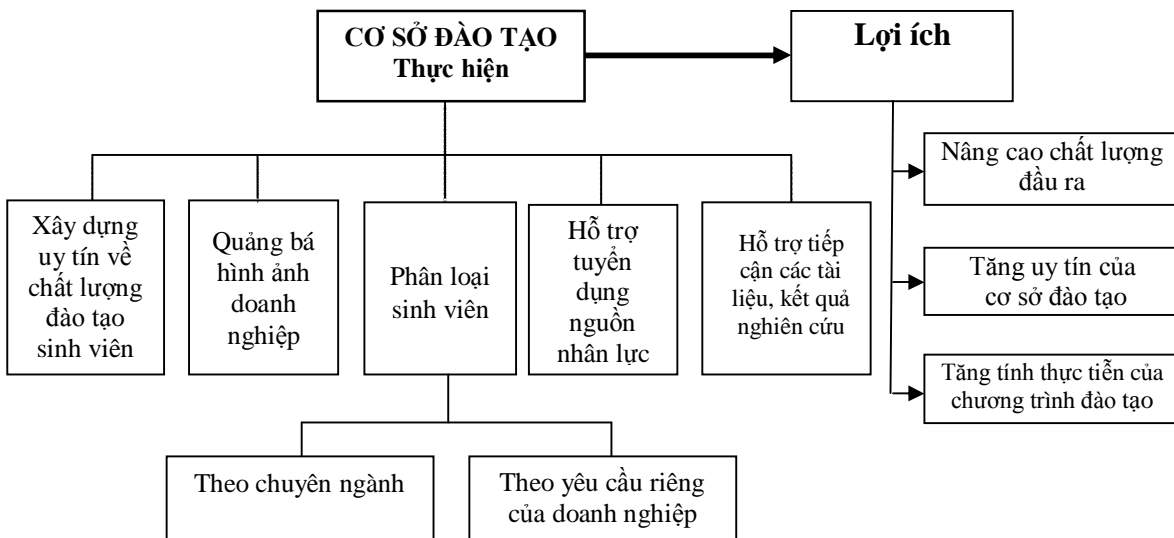 CƠ SỞ ĐÀO TẠO
Thực hiện
Lợi ích
Nâng cao chất lượng
đầu ra
Tăng uy tín của
cơ sở đào tạo
Tăng tính thực tiễn của
chương trình đào tạo
Xây dựng
uy tín về
chất lượng
đào tạo
sinh viên
Quảng bá
hình ảnh
doanh
nghiệp
Phân loại
sinh viên
Hỗ trợ
tuyển
dụng
nguồn
nhân lực
Hỗ trợ tiếp
cận các tài
liệu, kết quả
nghiên cứu
Theo chuyên ngành
Theo yêu cầu riêng
của doanh nghiệp